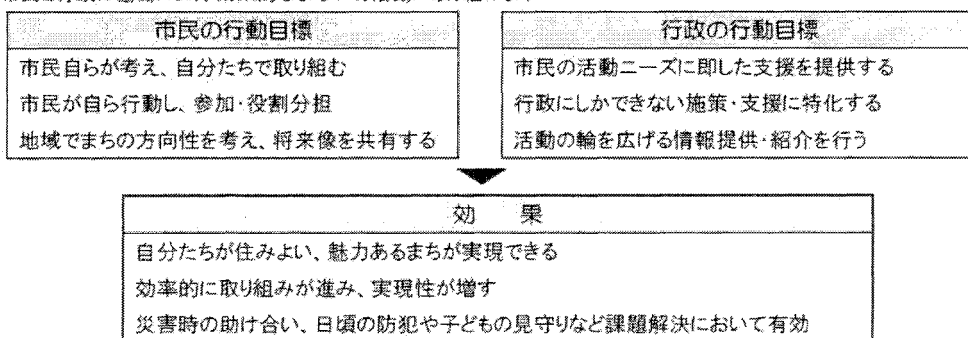 市民の行動目標
市民自らが考え、自分たちで取り組む
市民が自ら行動し、参加・役割分担
地域でまちの方向性を考え、将来像を共有する
行政の行動目標
市民の活動ニーズに即した支援を提供する
行政にしかできない施策・支援に特化する
活動の輪を広げる情報提供・紹介を行う
効 果
自分たちが住みよい、魅力あるまちが実現できる
効率的に取り組みが進み、実現性が増す
災害時の助け合い、日頃の防犯や子どもの見守りなど課題解決において有効